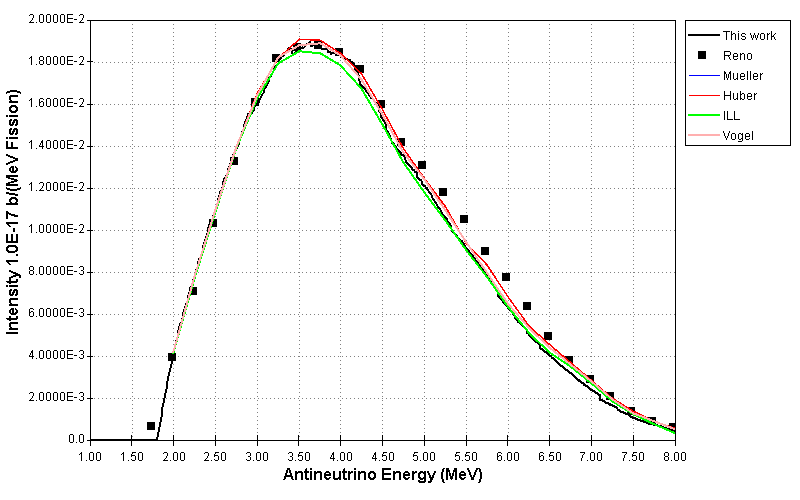 2.0000E-2
1.8000E-2
1.6000E-2
1.4000E-2
1.2000E-2
1.0000E-2
8.0000E-3
6.0000E-3
4.0000E-3
2.0000E-3
0.0
Intensity 1.0E-17 b/(MeV Fission)
1.00 1.50 2.00 2.50 3.00 3.50 4.00 4.50 5.00 5.50 6.00 6.50 7.00 7.50 8.00
Antineutrino Energy (MeV)
This work
Reno
Mueller
Huber
ILL
Vogel